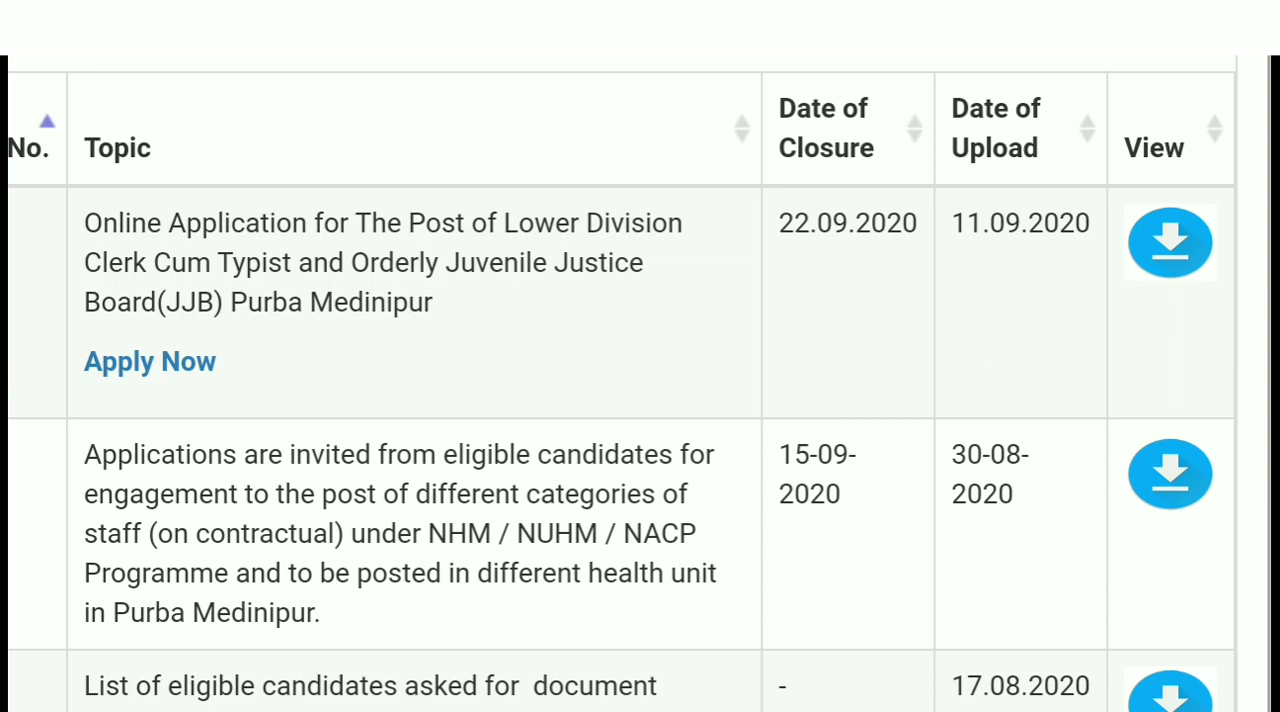 No.
Topic
Date of
Closure
Date of
Upload
View
Online Application for The Post of Lower Division
Clerk Cum Typist and Orderly Juvenile Justice
Board(JJB) Purba Medinipur
Apply Now
22.09.2020
11.09.2020
Applications are invited from eligible candidates for
engagement to the post of different categories of
staff (on contractual) under NHM / NUHM / NACP
Programme and to be posted in different health unit
in Purba Medinipur.
15-09-
2020
30-08-
2020
List of eligible candidates asked for  document
-
17.08.2020